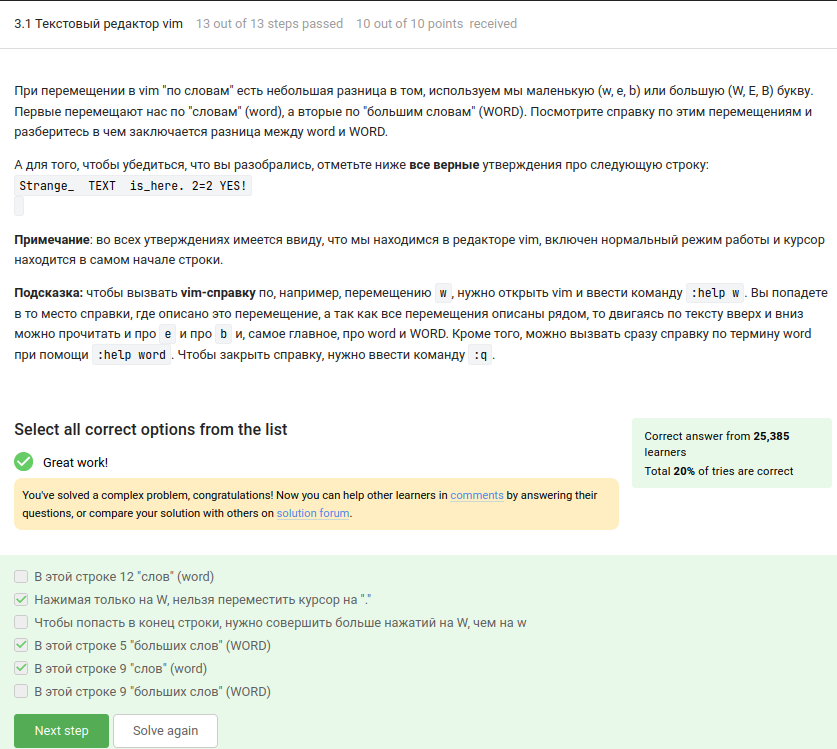 3.1 Текстовый редактор vim 13 out of 13 steps passed 10 out of 10 points received
При перемещении в vim "по словам" есть небольшая разница в том, используем мы маленькую (w, e, b) или большую (W, E, B) букву.
Первые перемещают нас по "словам" (word), а вторые по "большим словам" (WORD). Посмотрите справку по этим перемещениям и
разберитесь в чем заключается разница между word и WORD.
А для того, чтобы убедиться, что вы разобрались, отметьте ниже все верные утверждения про следующую строку:
Strange_  TEXT  is_here. 2=2 YES!
Примечание: во всех утверждениях имеется ввиду, что мы находимся в редакторе vim, включен нормальный режим работы и курсор
находится в самом начале строки.
Подсказка: чтобы вызвать vim-справку по, например, перемещению w, нужно открыть vim и ввести команду :help w. Вы попадете
в то место справки, где описано это перемещение, а так как все перемещения описаны рядом, то двигаясь по тексту вверх и вниз
можно прочитать и про e и про b и, самое главное, про word и WORD. Кроме того, можно вызвать сразу справку по термину word
при помощи :help word. Чтобы закрыть справку, нужно ввести команду :q.
Select all correct options from the list
Correct answer from 25,385
learners
Total 20% of tries are correct
Great work!
You've solved a complex problem, congratulations! Now you can help other learners in comments by answering their
questions, or compare your solution with others on solution forum.
В этой строке 12 "слов" (word)
Нажимая только на W, нельзя переместить курсор на "."
Чтобы попасть в конец строки, нужно совершить больше нажатий на W, чем на w
В этой строке 5 "больших слов" (WORD)
В этой строке 9 "слов" (word)
В этой строке 9 "больших слов" (WORD)
Next step
Solve again